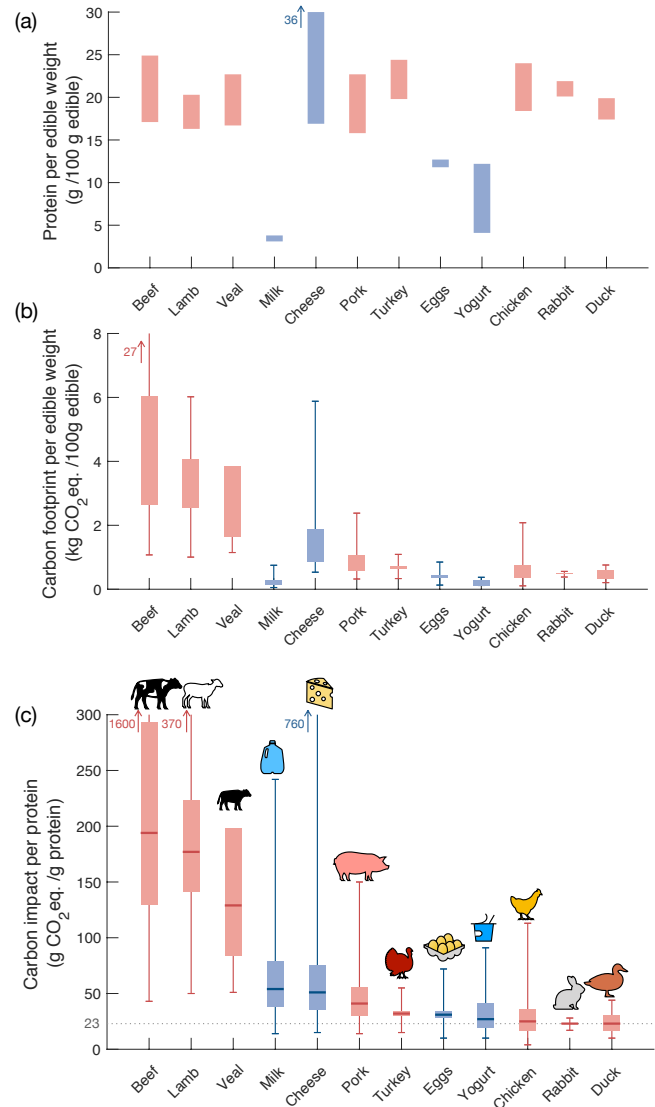 (a)
Protein per edible weight
(g /100 g edible)
30
25
20
15
10
5
0
36
Beef Lamb Veal Milk Cheese Pork Turkey Eggs Yogurt Chicken Rabbit Duck
(b)
Carbon footprint per edible weight
(kg CO2eq. /100g edible)
8
6
4
2
0
27
Beef Lamb Veal Milk Cheese Pork Turkey Eggs Yogurt Chicken Rabbit Duck
(c)
Carbon impact per protein
(g CO2eq. /g protein)
300
250
200
150
100
50
23
0
1600
370
760
Beef Lamb Veal Milk Cheese Pork Turkey Eggs Yogurt Chicken Rabbit Duck